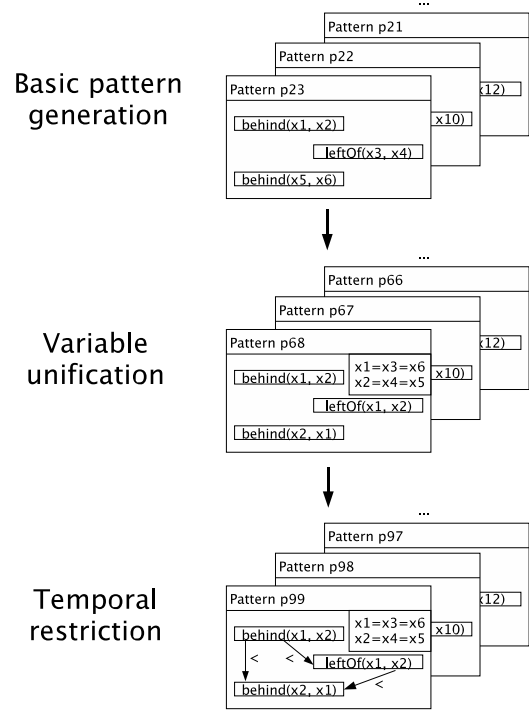 ...
Pattern p21
Pattern p22
Pattern p23
x12)
x10)
Basic pattern
generation
behind(x1, x2)
leftOf(x3, x4)
behind(x5, x6)
...
Pattern p66
Pattern p67
Pattern p68
x12)
x10)
Variable
unification
x1=x3=x6
x2=x4=x5
behind(x1, x2)
leftOf(x1, x2)
behind(x2, x1)
...
Pattern p97
Pattern p98
Pattern p99
x12)
x10)
Temporal
restriction
x1=x3=x6
x2=x4=x5
behind(x1, x2)
< <
leftOf(x1, x2)
<
behind(x2, x1)